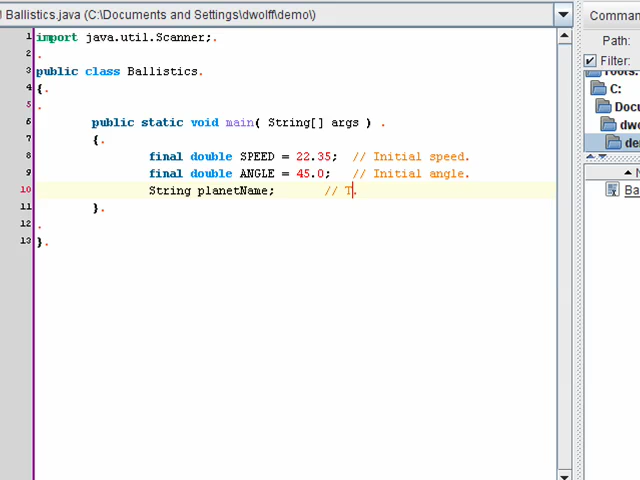 Ballistics.java (C:\Documents and Settings\dwolff\demo\)
Comman
Path:
Filter:
C:
Docu
dwo
de
Ba
1 import java.util.Scanner;.
2 .
3 public class Ballistics.
4 {.
5 .
6 public static void main( String[] args ) .
7 {.
8 final double SPEED = 22.35; // Initial speed.
9 final double ANGLE = 45.0; // Initial angle.
10 String planetName; // T.
11 }.
12 .
13 }.